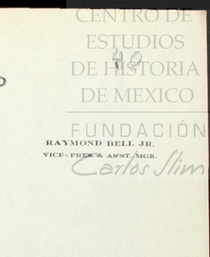 CENTRO DE
ESTUDIOS
DE HISTORIA
DE MEXICO
40
FUNDACIÓN
Carlos Slim
RAYMOND BELL JR.
VICE-PRES. & ASST. MGR.